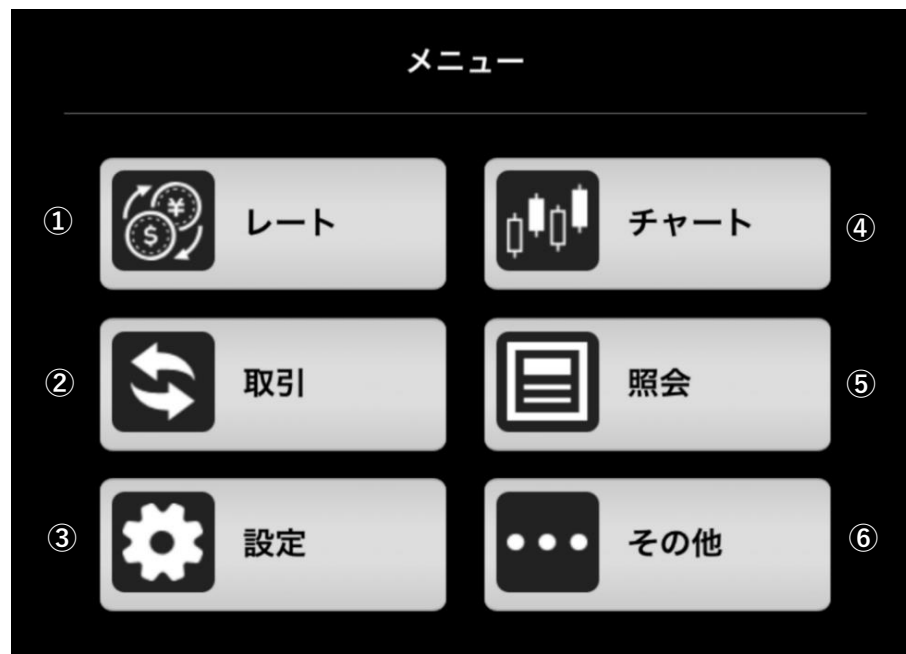 メニュー
① レート
④ チャート
② 取引
⑤ 照会
③ 設定
⑥ その他